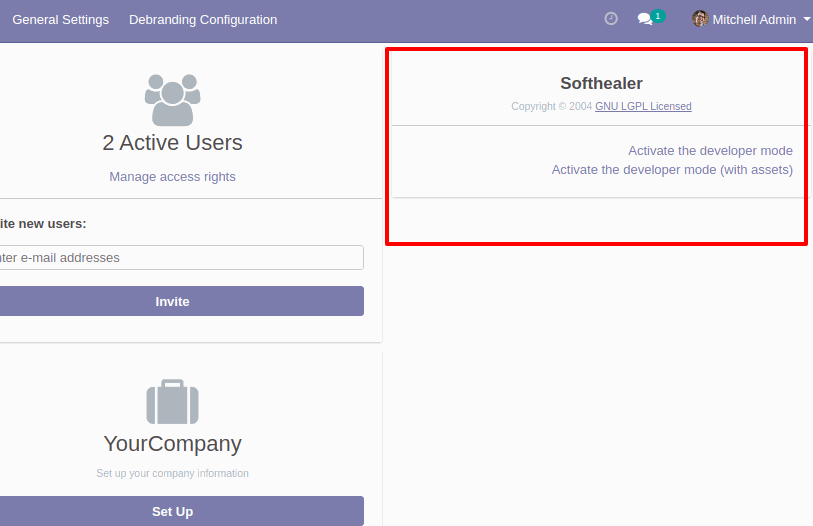 General Settings Debranding Configuration 1 Mitchell Admin
2 Active Users
Manage access rights
ite new users:
nter e-mail addresses
Invite
YourCompany
Set up your company information
Set Up
Softhealer
Copyright © 2004 GNU LGPL Licensed
Activate the developer mode
Activate the developer mode (with assets)